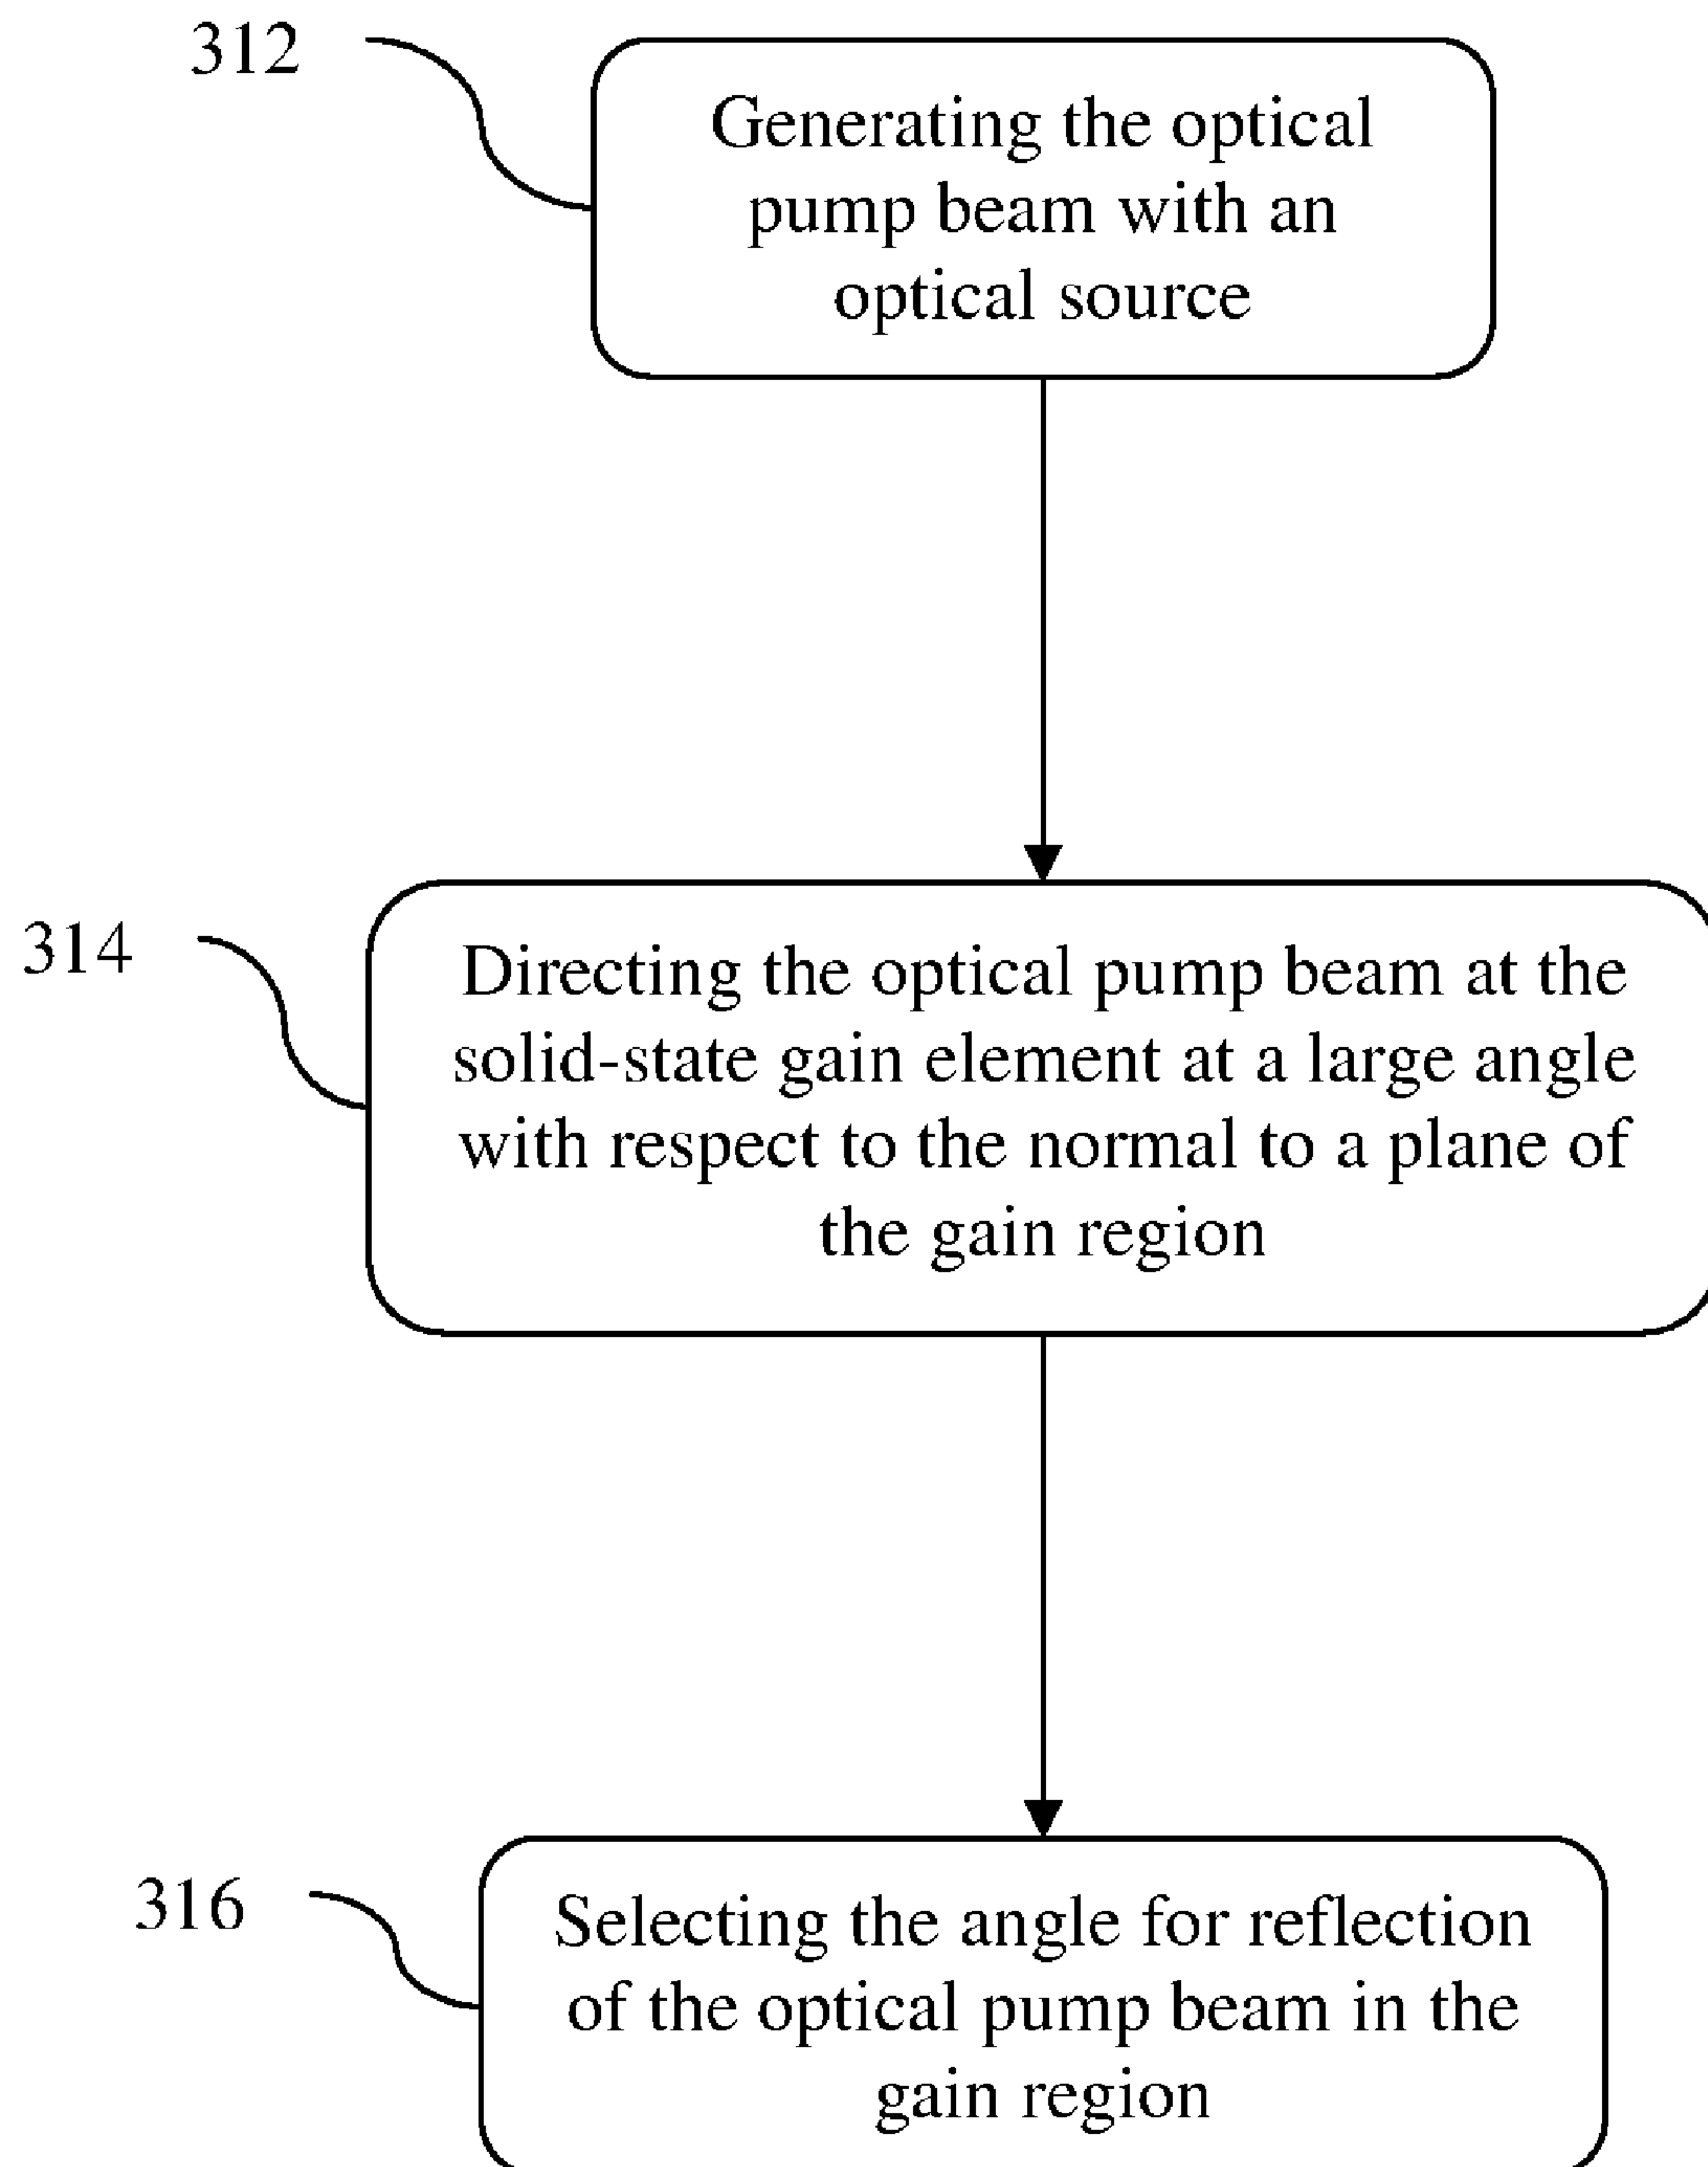 312
Generating the optical
pump beam with an
optical source
314
Directing the optical pump beam at the
solid-state gain element at a large angle
with respect to the normal to a plane of
the gain region
316
Selecting the angle for reflection
of the optical pump beam in the
gain region